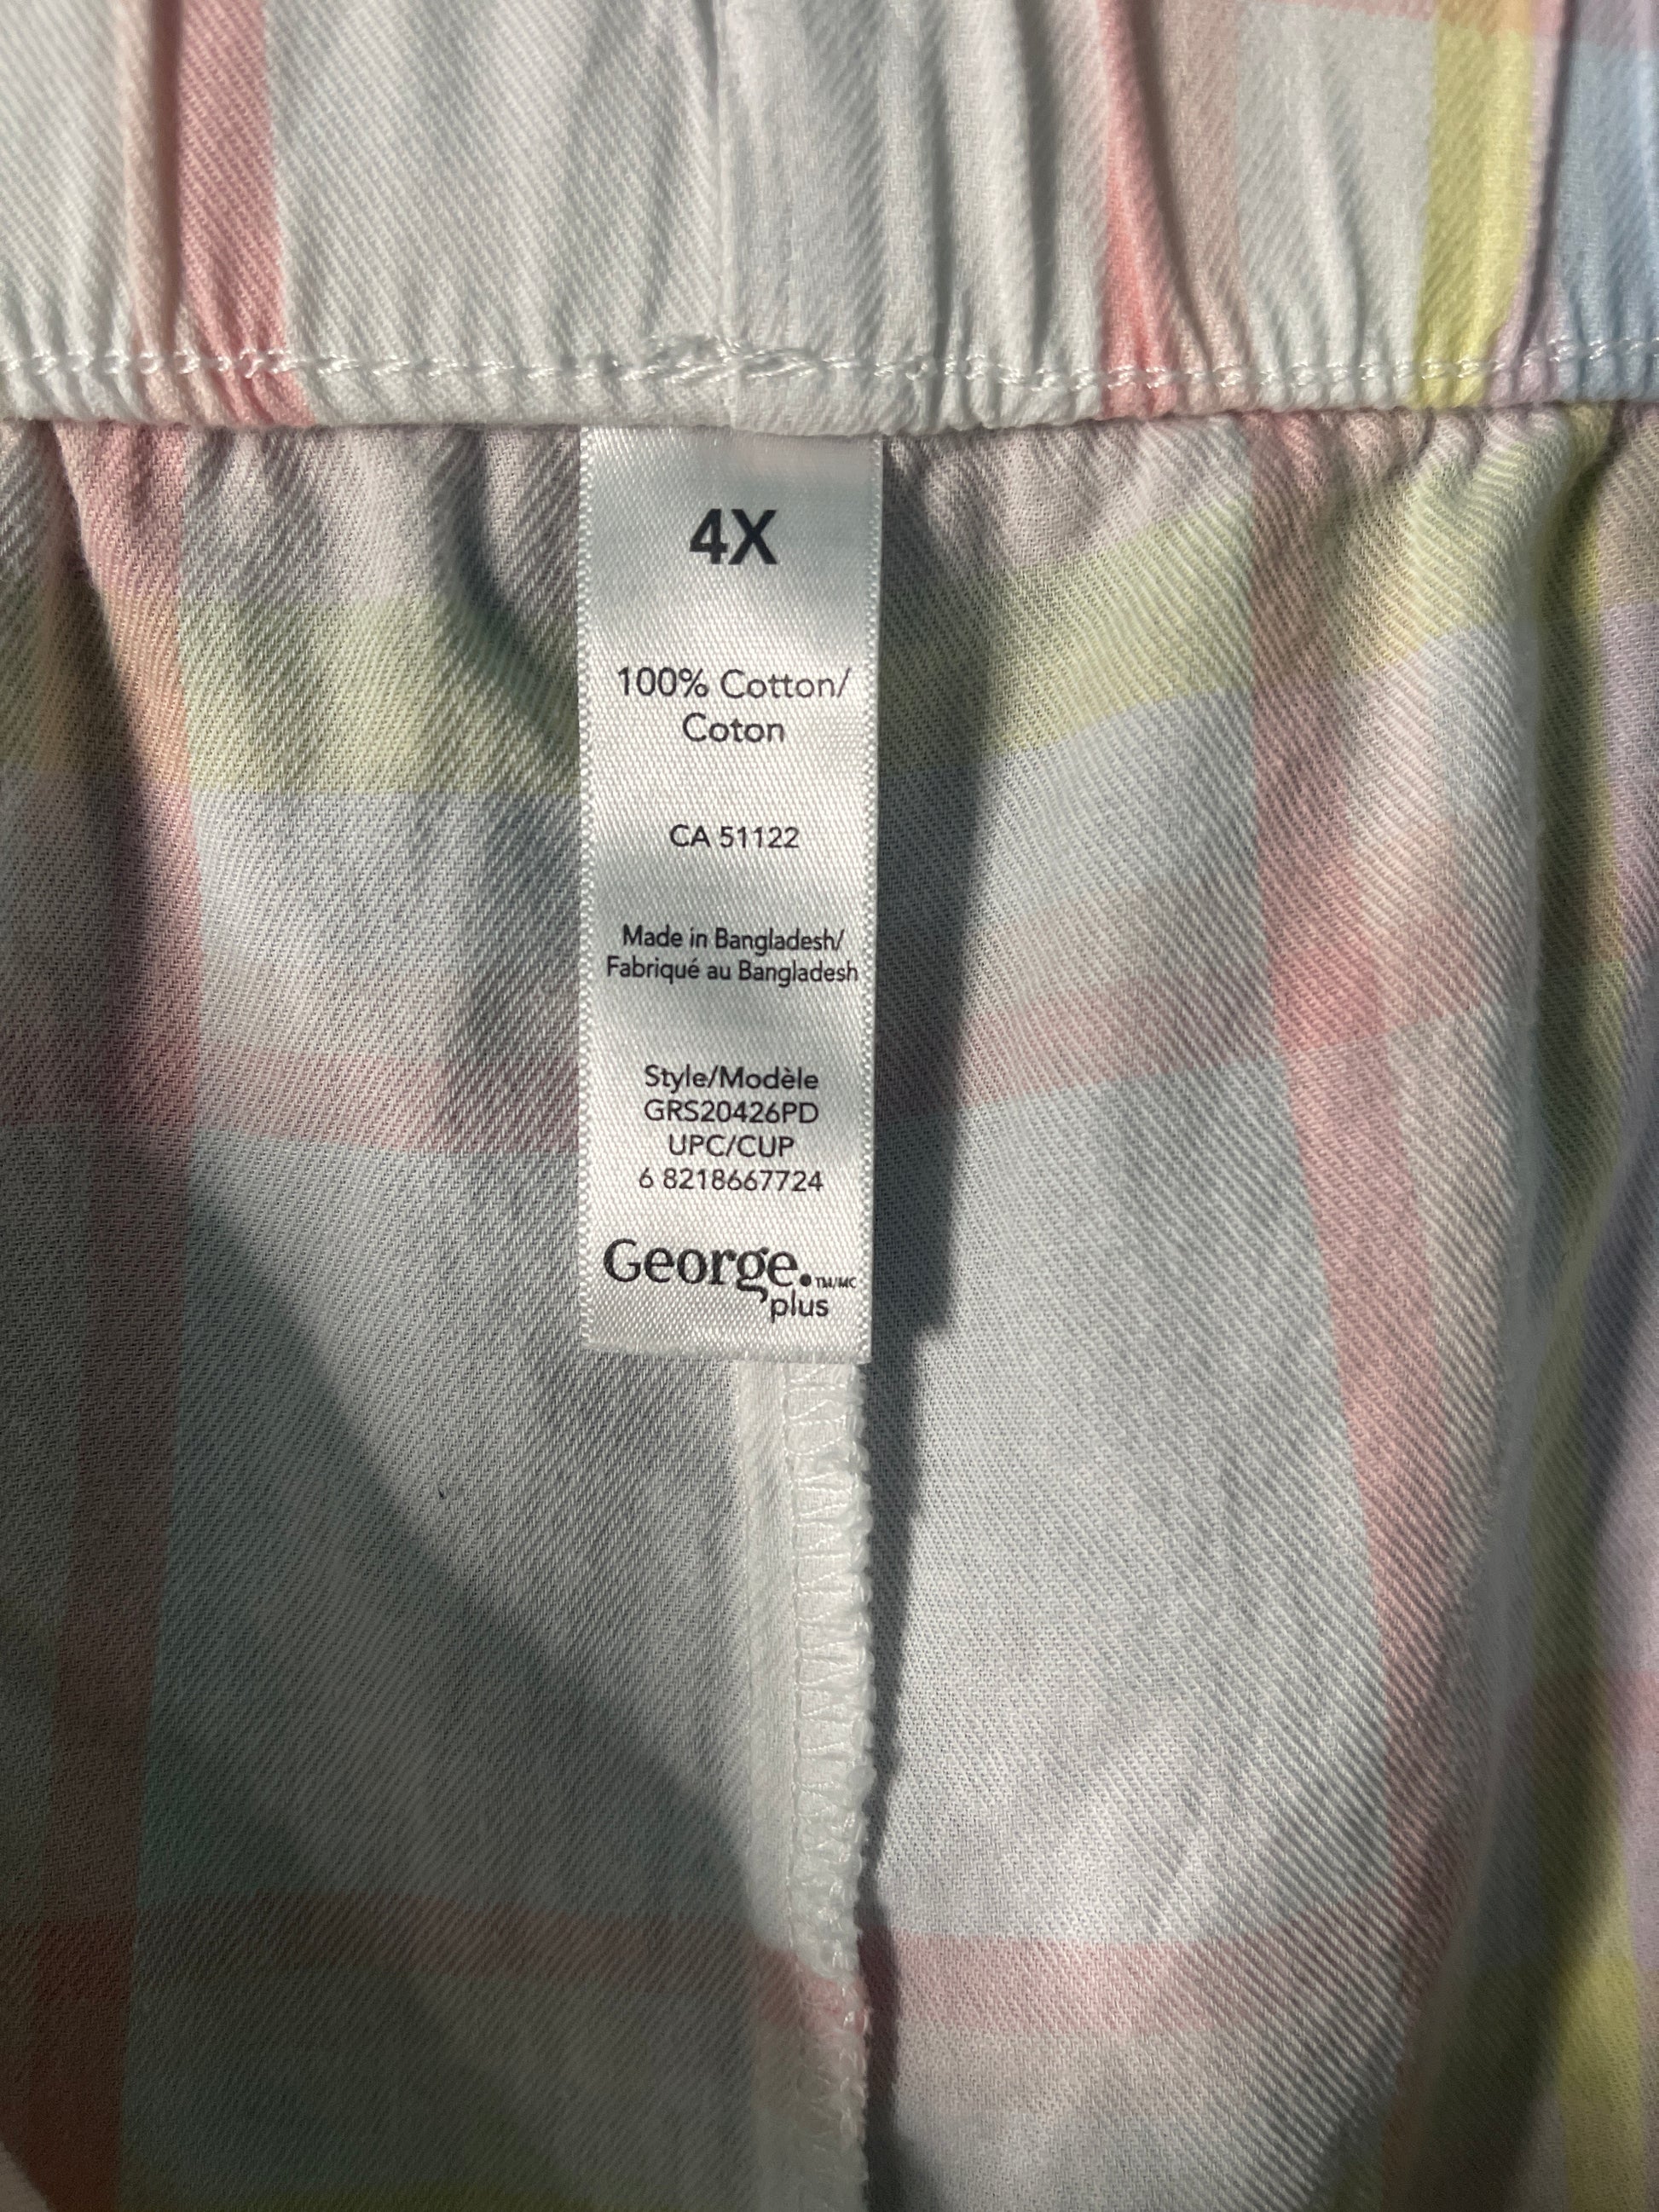 4X
100% Cotton/
Coton
CA 51122
Made in Bangladesh/
Fabriqué au Bangladesh
Style/Modèle
GRS20426PD
UPC/CUP
6 8218667724
George.TM/MC
plus